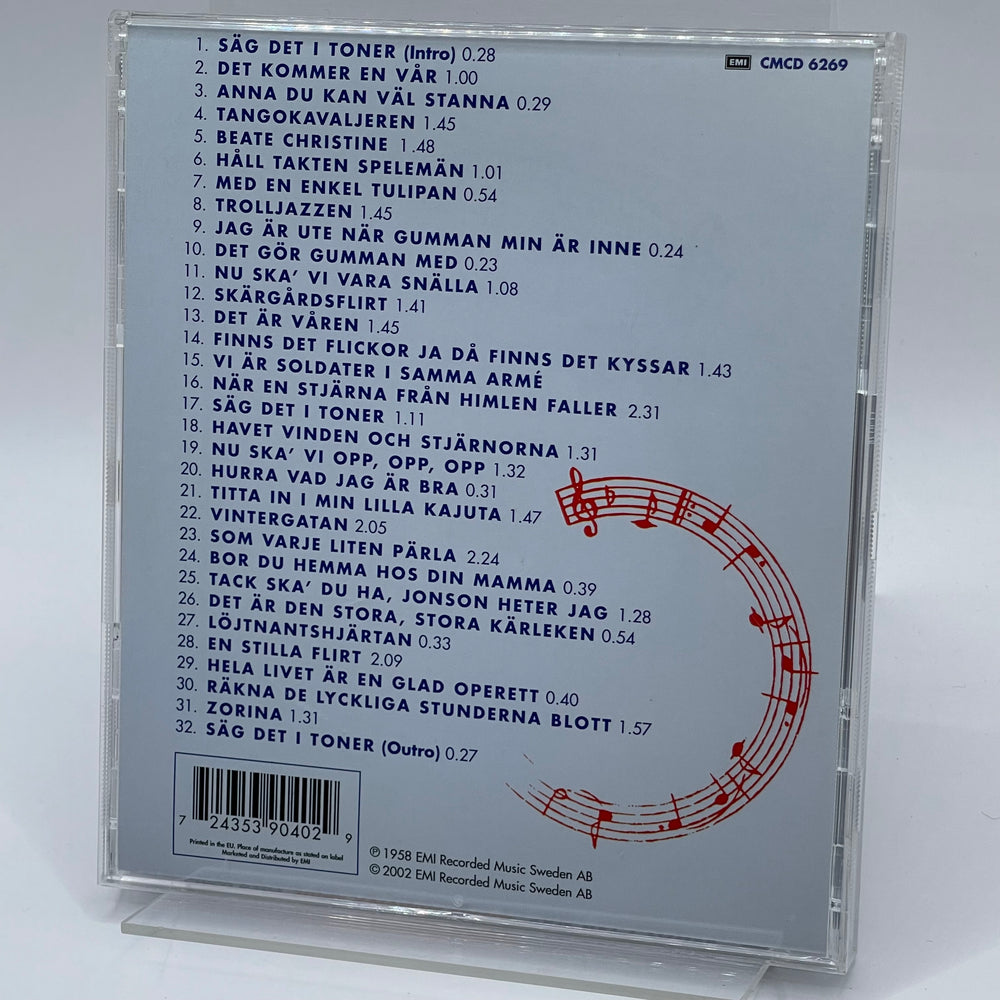 1. SÄG DET I TONER (Intro) 0.28
EMI CMCD 6269
2. DET KOMMER EN VÅR 1.00
3. ANNA DU KAN VÄL STANNA 0.29
4. TANGOKAVALJEREN 1.45
5. BEATE CHRISTINE 1.48
6. HÅLL TAKTEN SPELEMÄN 1.01
7. MED EN ENKEL TULIPAN 0.54
8. TROLLJAZZEN 1.45
9. JAG ÄR UTE NÄR GUMMAN MIN ÄR INNE 0.24
10. DET GÖR GUMMAN MED 0.23
11. NU SKA' VI VARA SNÄLLA 1.08
12. SKÄRGÅRDSFLIRT 1.41
13. DET ÄR VÅREN 1.45
14. FINNS DET FLICKOR JA DÅ FINNS DET KYSSAR 1.43
15. VI ÄR SOLDATER I SAMMA ARMÉ
16. NÄR EN STJÄRNA FRÅN HIMLEN FALLER 2.31
17. SÄG DET I TONER 1.11
18. HAVET VINDEN OCH STJÄRNORNA 1.31
19. NU SKA' VI OPP, OPP, OPP 1.32
20. HURRA VAD JAG ÄR BRA 0.31
21. TITTA IN I MIN LILLA KAJUTA 1.47
22. VINTERGATAN 2.05
23. SOM VARJE LITEN PÄRLA 2.24
24. BOR DU HEMMA HOS DIN MAMMA 0.39
25. TACK SKA' DU HA, JONSON HETER JAG 1.28
26. DET ÄR DEN STORA, STORA KÄRLEKEN 0.54
27. LÖJTNANTSHJÄRTAN 0.33
28. EN STILLA FLIRT 2.09
29. HELA LIVET ÄR EN GLAD OPERETT 0.40
30. RÄKNA DE LYCKLIGA STUNDERNA BLOTT 1.57
31. ZORINA 1.31
32. SÄG DET I TONER (Outro) 0.27
7 24353 90402 9
Printed in the EU. Place of manufacture as stated on label
Marketed and Distributed by EMI
℗ 1958 EMI Recorded Music Sweden AB
© 2002 EMI Recorded Music Sweden AB